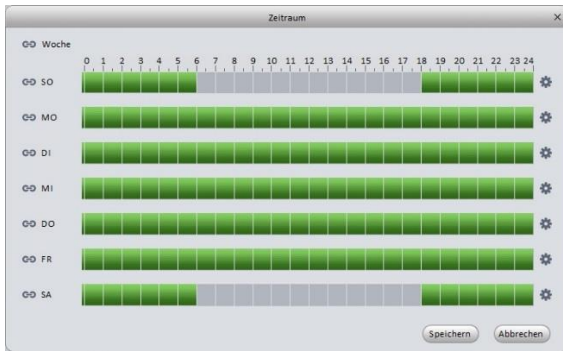 Zeitraum
Woche
0 1 2 3 4 5 6 7 8 9 10 11 12 13 14 15 16 17 18 19 20 21 22 23 24
SO
MO
DI
MI
DO
FR
SA
Speichern Abbrechen